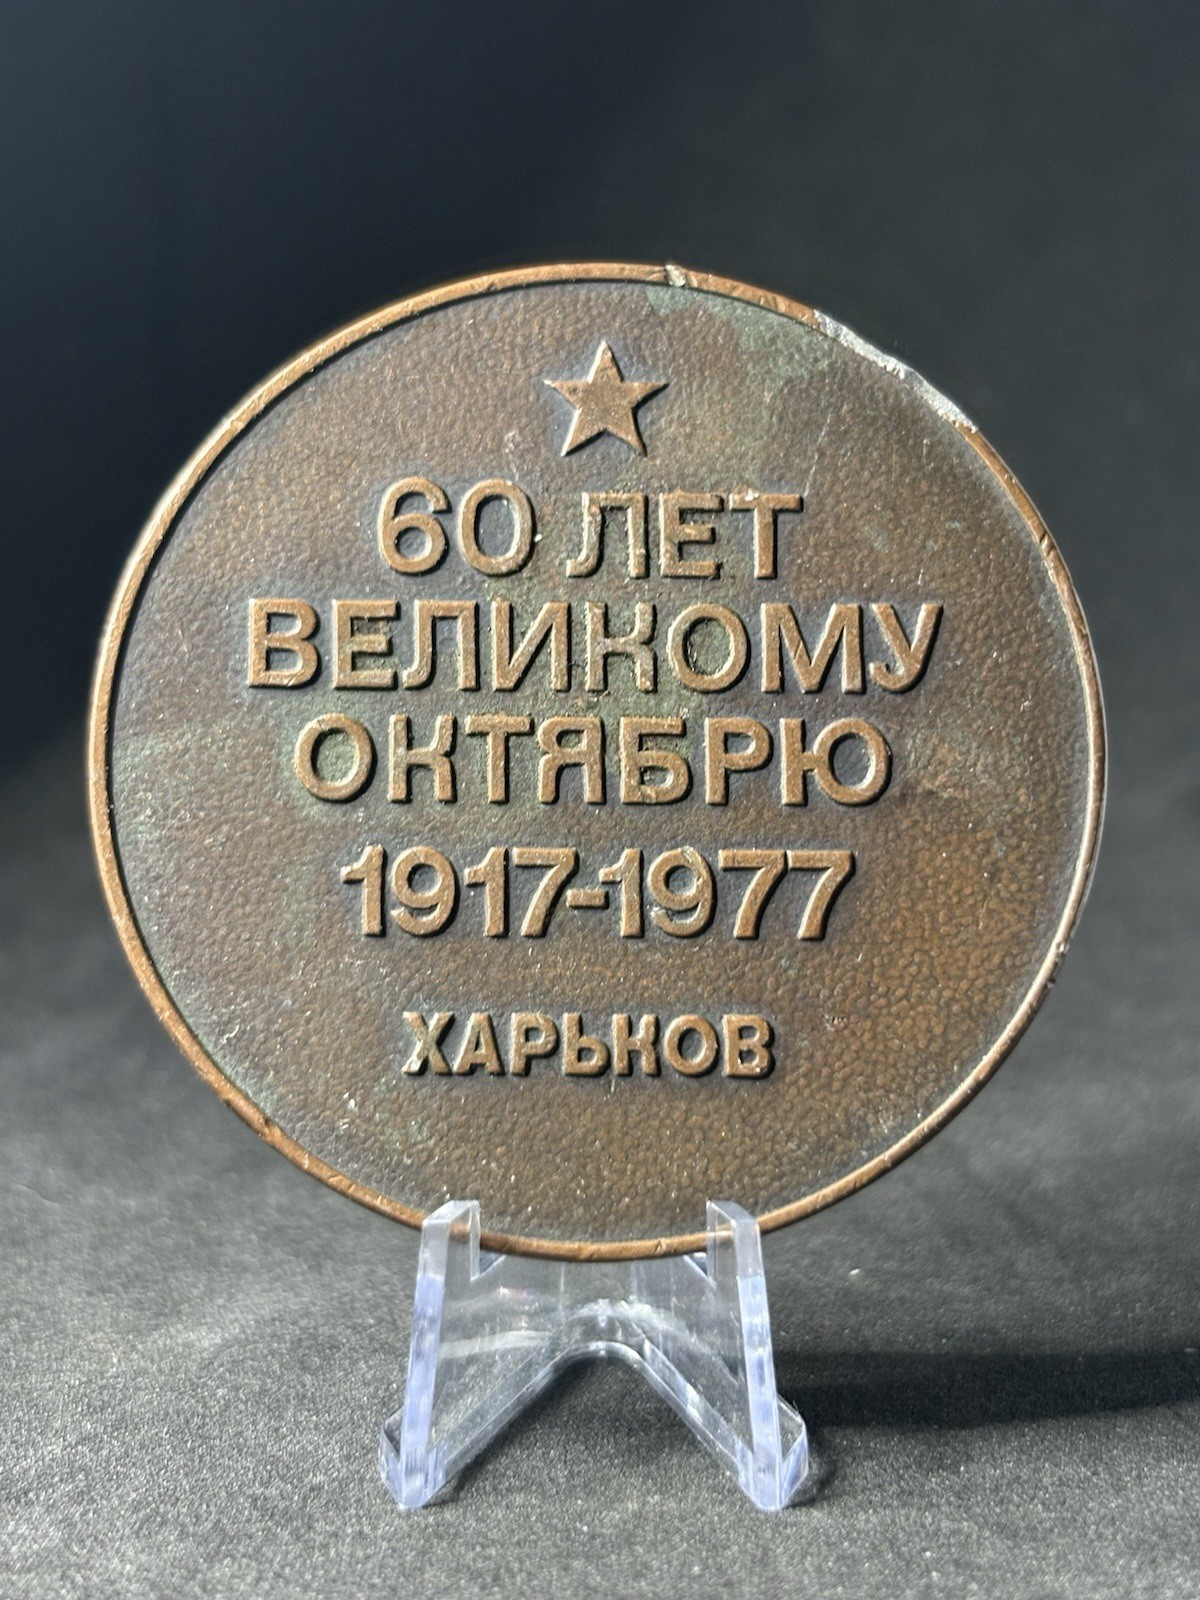 60 ЛЕТ
ВЕЛИКОМУ
ОКТЯБРЮ
1917-1977
ХАРЬКОВ